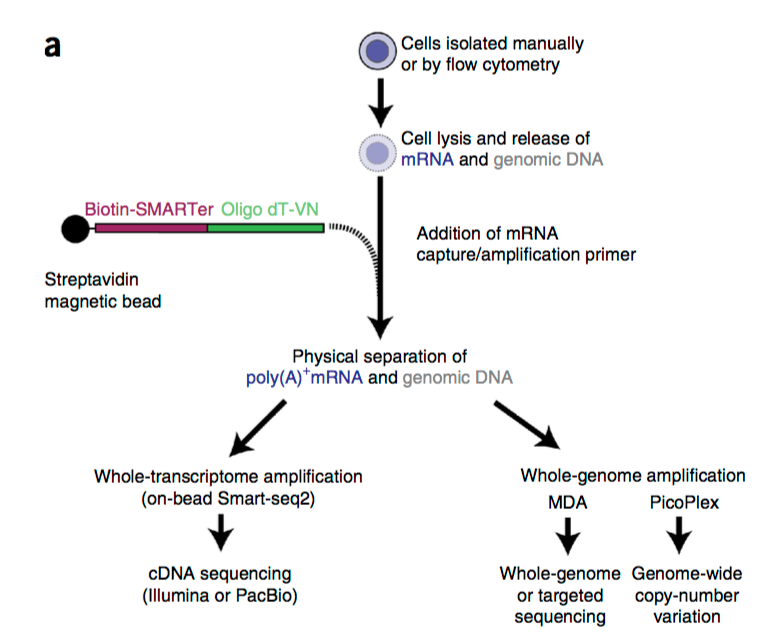 a
Cells isolated manually
or by flow cytometry
Cell lysis and release of
mRNA and genomic DNA
Biotin-SMARTer Oligo dT-VN
Addition of mRNA
capture/amplification primer
Streptavidin
magnetic bead
Physical separation of
poly(A)⁺mRNA and genomic DNA
Whole-transcriptome amplification
(on-bead Smart-seq2)
cDNA sequencing
(Illumina or PacBio)
Whole-genome amplification
MDA PicoPlex
Whole-genome
or targeted
sequencing
Genome-wide
copy-number
variation